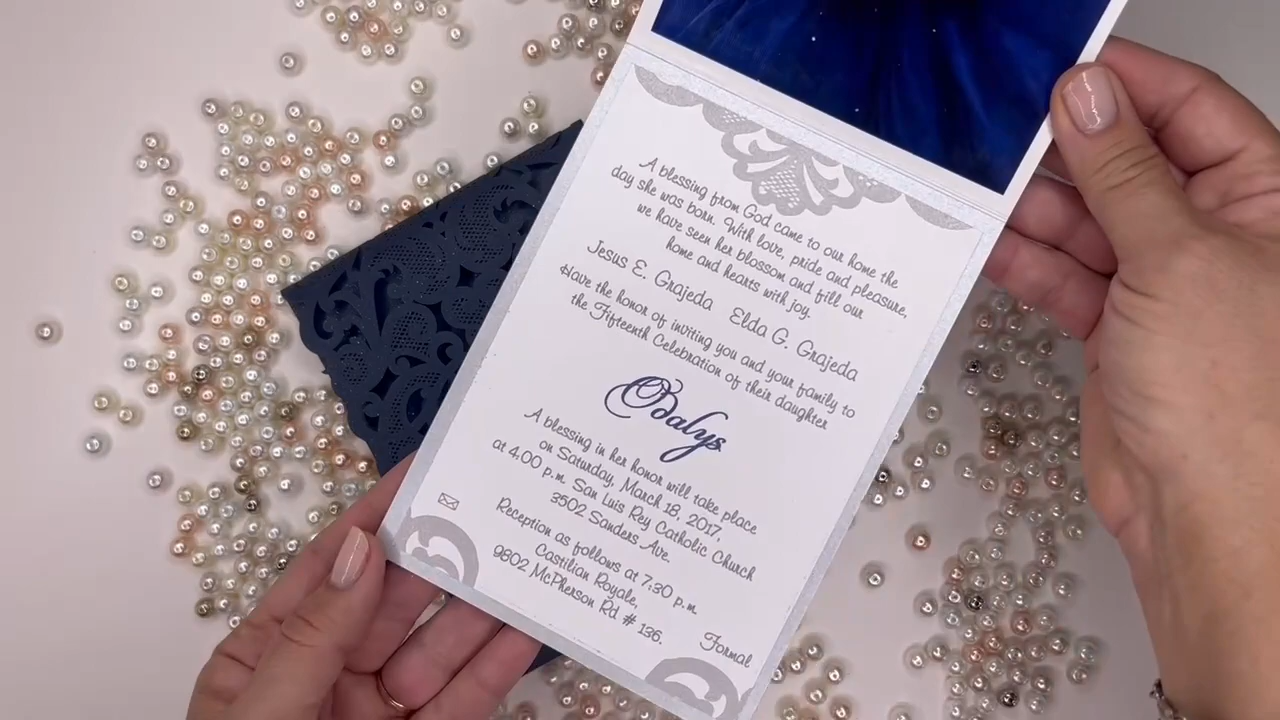 A blessing from God came to our home the
day she was born. With love, pride and pleasure,
we have seen her blossom and fill our
home and hearts with joy.
Jesus E. Grajeda Elda G. Grajeda
Have the honor of inviting you and your family to
the Fifteenth Celebration of their daughter
Odalys
A blessing in her honor will take place
on Saturday, March 18, 2017,
at 4:00 p.m. San Luis Rey Catholic Church
3502 Sanders Ave.
Reception as follows at 7:30 p.m.
Castilian Royale,
9802 McPherson Rd # 136.
Formal